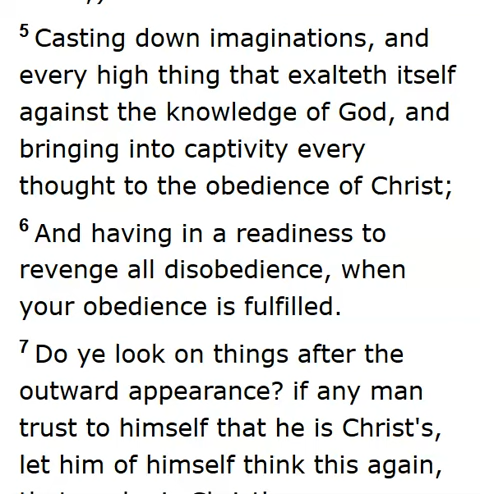 5 Casting down imaginations, and
every high thing that exalteth itself
against the knowledge of God, and
bringing into captivity every
thought to the obedience of Christ;
6 And having in a readiness to
revenge all disobedience, when
your obedience is fulfilled.
7 Do ye look on things after the
outward appearance? if any man
trust to himself that he is Christ's,
let him of himself think this again,